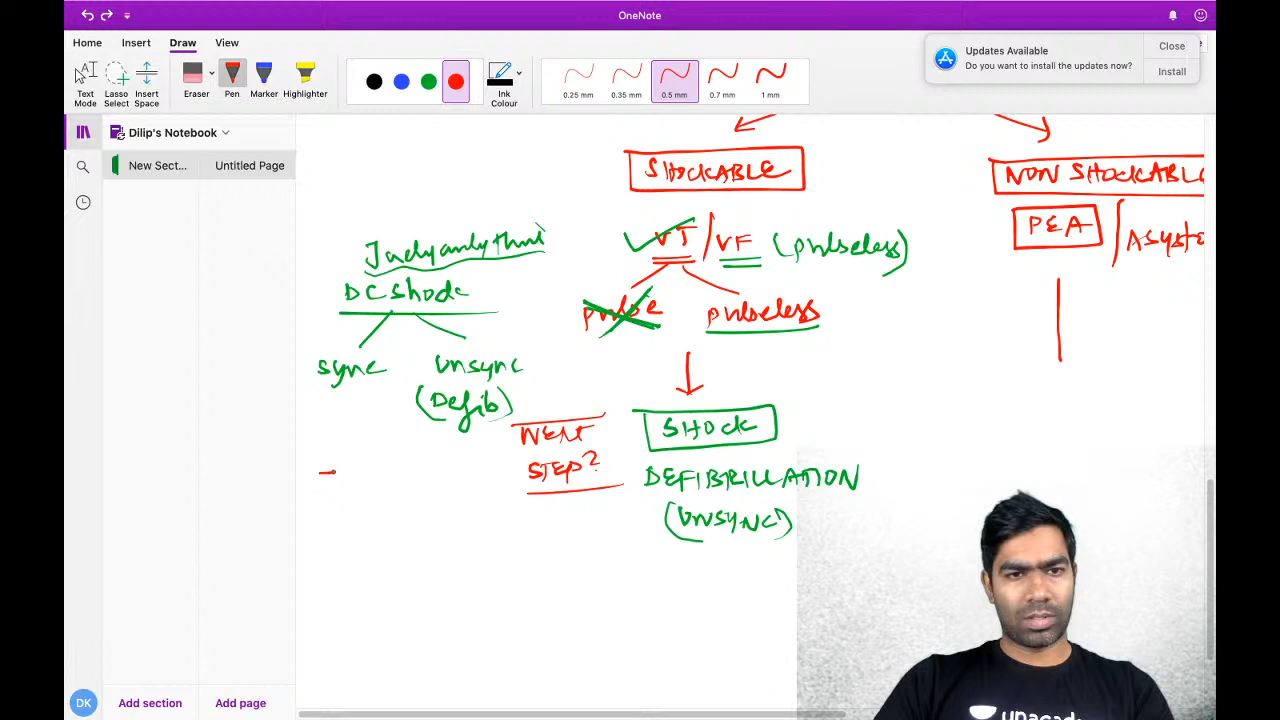 OneNote
Home Insert Draw View
Updates Available
Do you want to install the updates now?
Close
Install
Text Mode
Lasso Select
Insert Space
Eraser
Pen
Marker
Highlighter
Ink Colour
0.25 mm
0.35 mm
0.5 mm
0.7 mm
1 mm
Dilip's Notebook
New Sect...
Untitled Page
SHOCKABLE
NON SHOCKABLE
VT / VF (pulseless)
PEA / Asysto
pulse
pulseless
DC Shock
sync
Unsync
(Defib)
NEXT
STEP?
SHOCK
DEFIBRILLATION
(UNSYNC)
DK
Add section
Add page
unacade